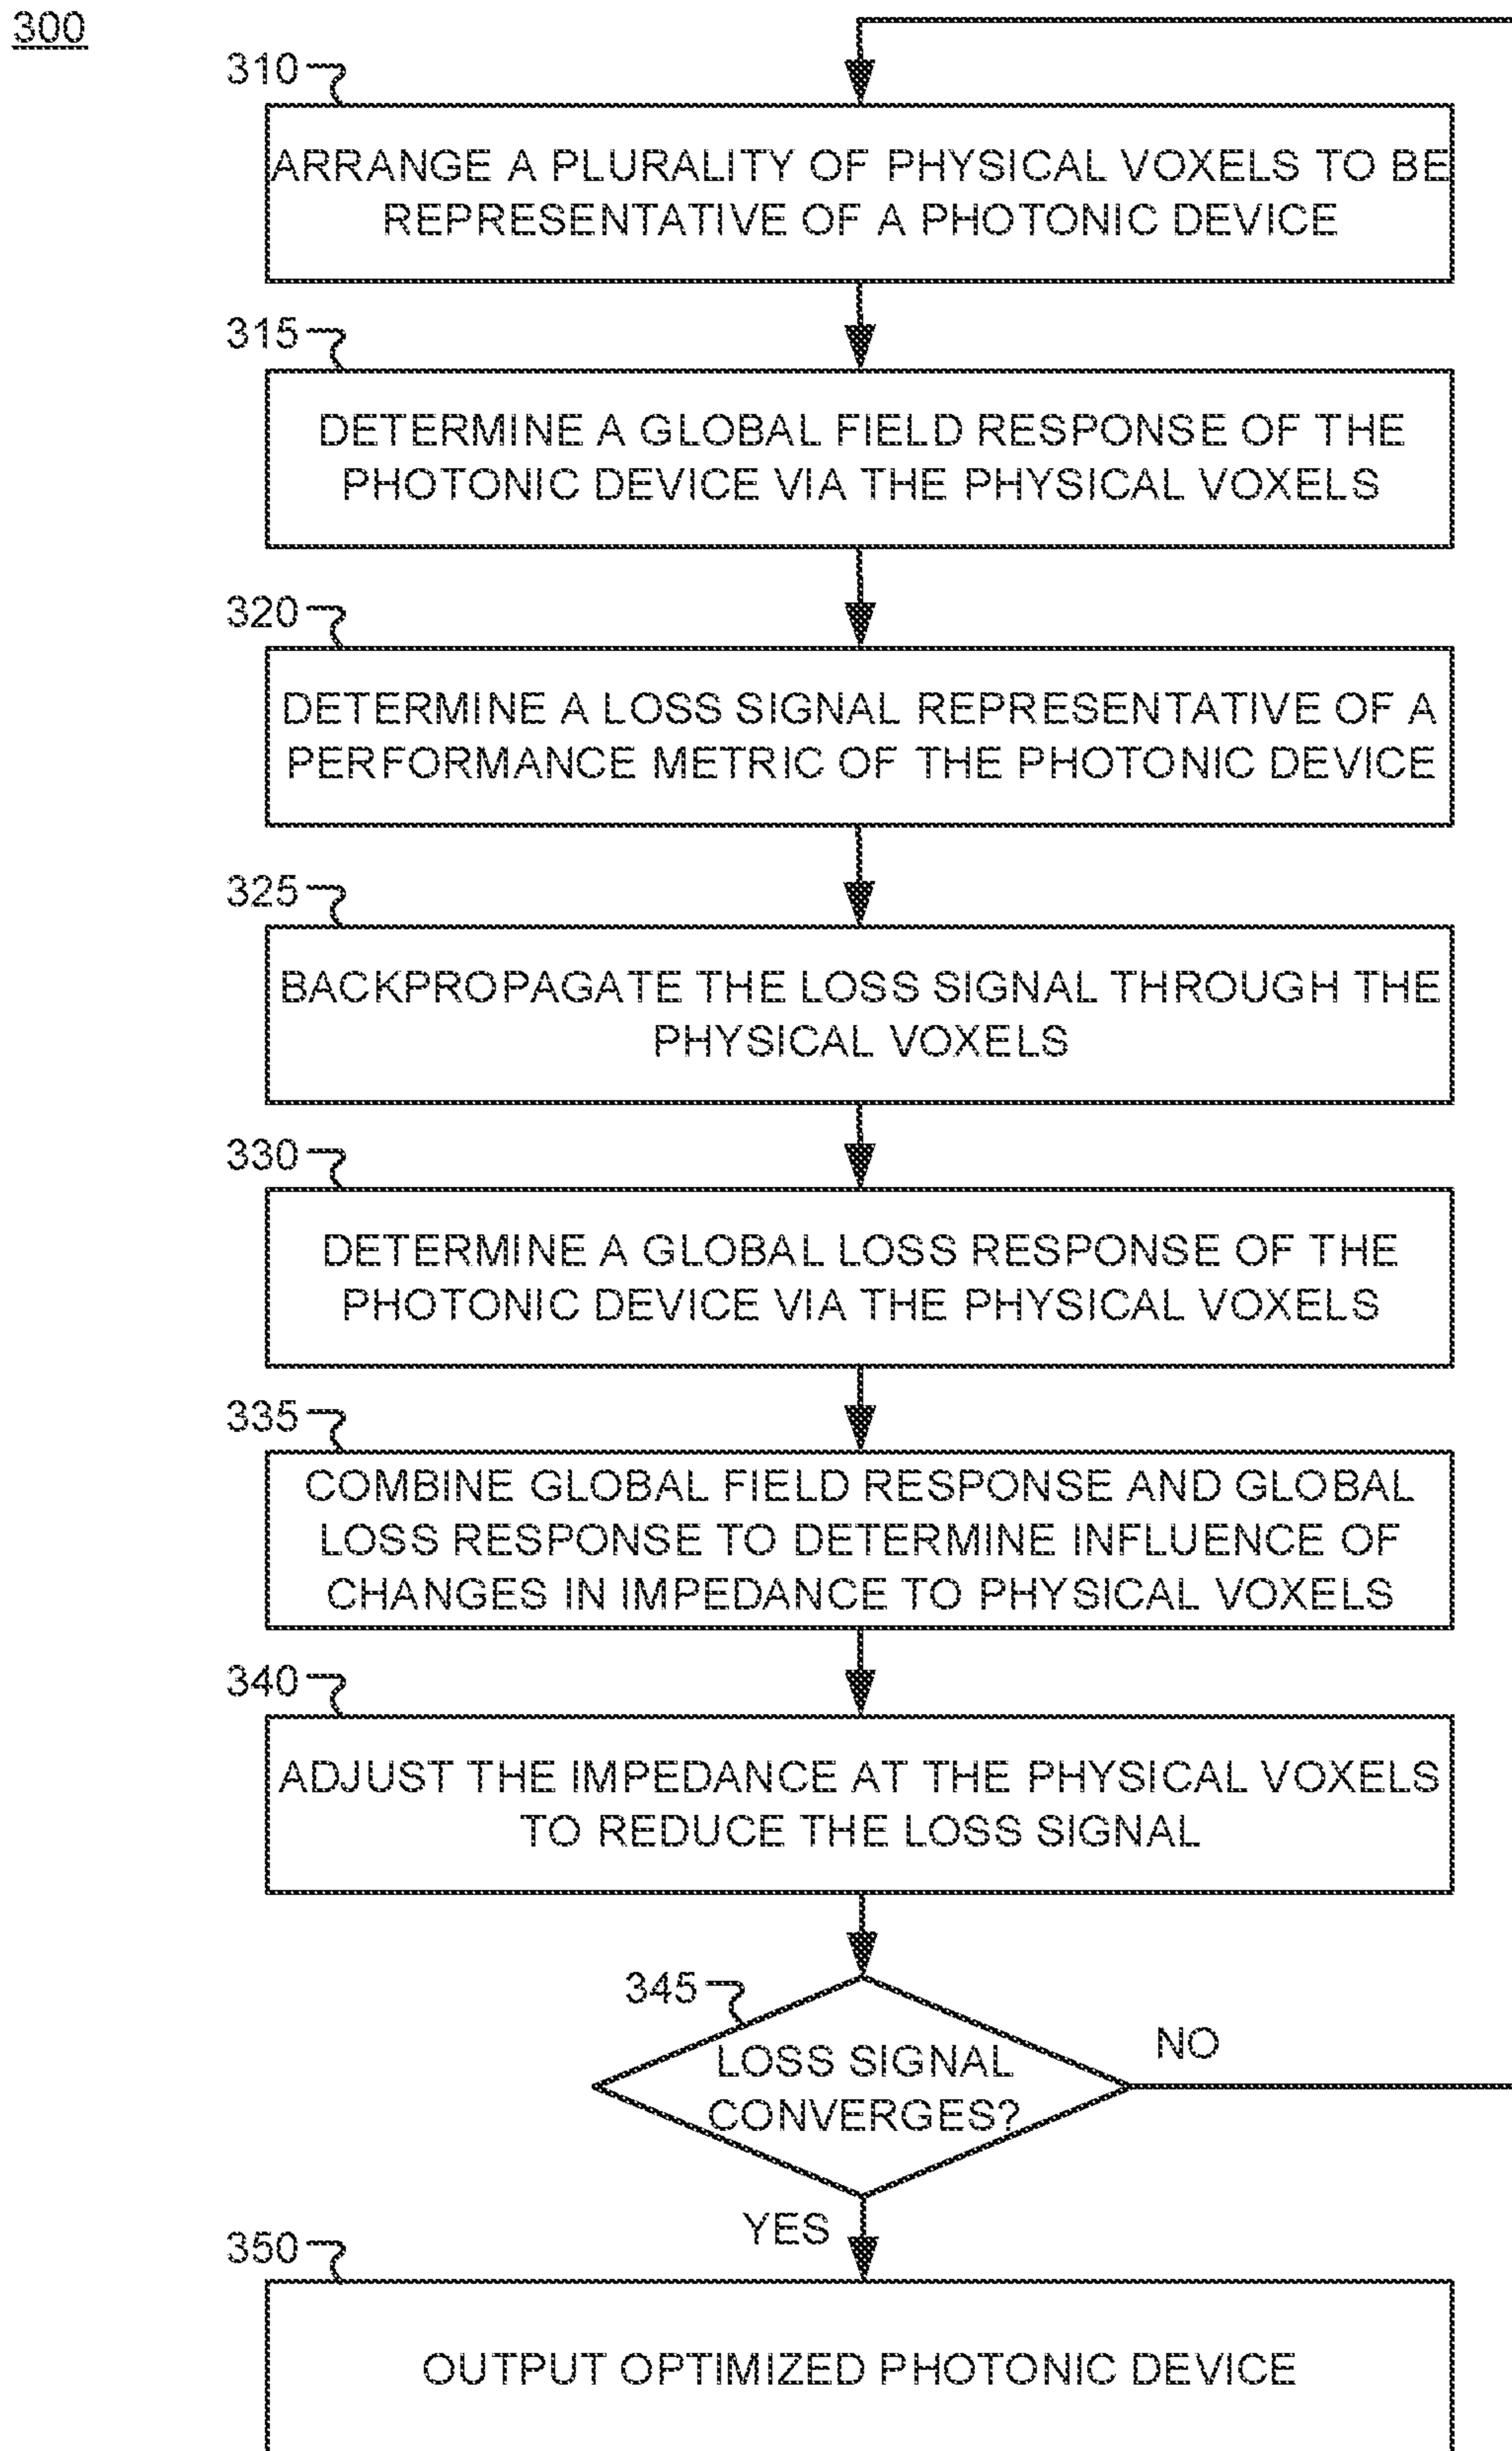 300
310
ARRANGE A PLURALITY OF PHYSICAL VOXELS TO BE
REPRESENTATIVE OF A PHOTONIC DEVICE
315
DETERMINE A GLOBAL FIELD RESPONSE OF THE
PHOTONIC DEVICE VIA THE PHYSICAL VOXELS
320
DETERMINE A LOSS SIGNAL REPRESENTATIVE OF A
PERFORMANCE METRIC OF THE PHOTONIC DEVICE
325
BACKPROPAGATE THE LOSS SIGNAL THROUGH THE
PHYSICAL VOXELS
330
DETERMINE A GLOBAL LOSS RESPONSE OF THE
PHOTONIC DEVICE VIA THE PHYSICAL VOXELS
335
COMBINE GLOBAL FIELD RESPONSE AND GLOBAL
LOSS RESPONSE TO DETERMINE INFLUENCE OF
CHANGES IN IMPEDANCE TO PHYSICAL VOXELS
340
ADJUST THE IMPEDANCE AT THE PHYSICAL VOXELS
TO REDUCE THE LOSS SIGNAL
345
LOSS SIGNAL
CONVERGES?
NO
YES
350
OUTPUT OPTIMIZED PHOTONIC DEVICE